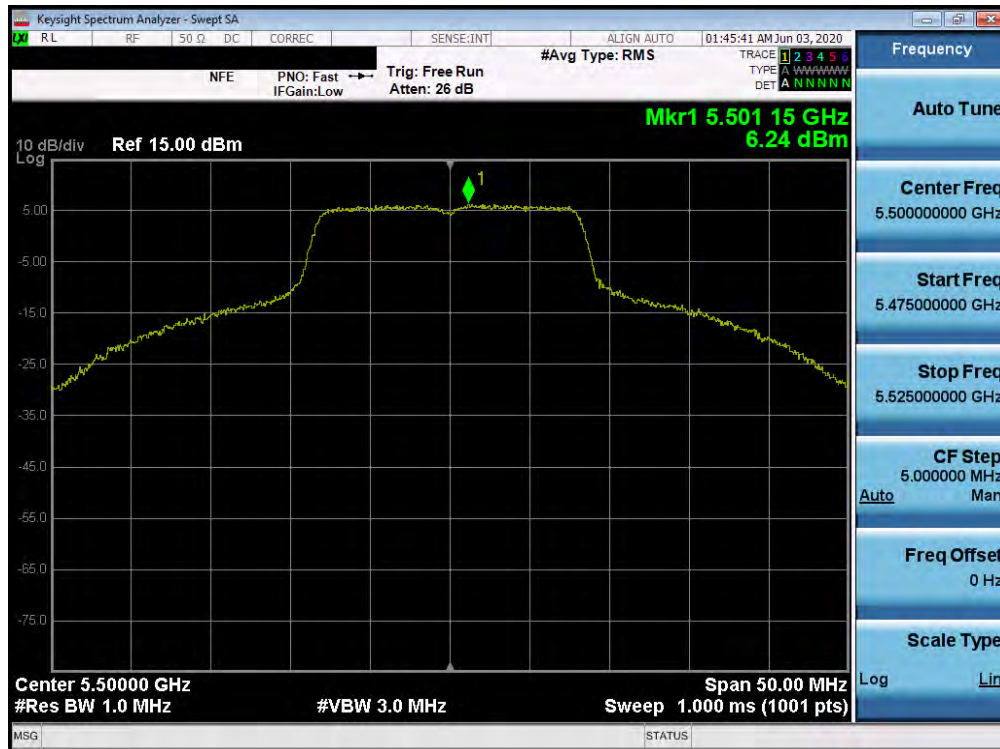 Keysight Spectrum Analyzer - Swept SA
LXI RL RF 50 Ω DC CORREC SENSE:INT ALIGN AUTO 01:45:41 AM Jun 03, 2020
NFE PNO: Fast Trig: Free Run #Avg Type: RMS TRACE 1 2 3 4 5 6
IFGain:Low Atten: 26 dB TYPE A WWWWW
DET A N N N N N
Mkr1 5.501 15 GHz
6.24 dBm
10 dB/div Ref 15.00 dBm
Log
1
5.00
-5.00
-15.0
-25.0
-35.0
-45.0
-55.0
-65.0
-75.0
Center 5.50000 GHz Span 50.00 MHz
#Res BW 1.0 MHz #VBW 3.0 MHz Sweep 1.000 ms (1001 pts)
MSG STATUS
Frequency
Auto Tune
Center Freq
5.500000000 GHz
Start Freq
5.475000000 GHz
Stop Freq
5.525000000 GHz
CF Step
5.000000 MHz
Auto Man
Freq Offset
0 Hz
Scale Type
Log Lin